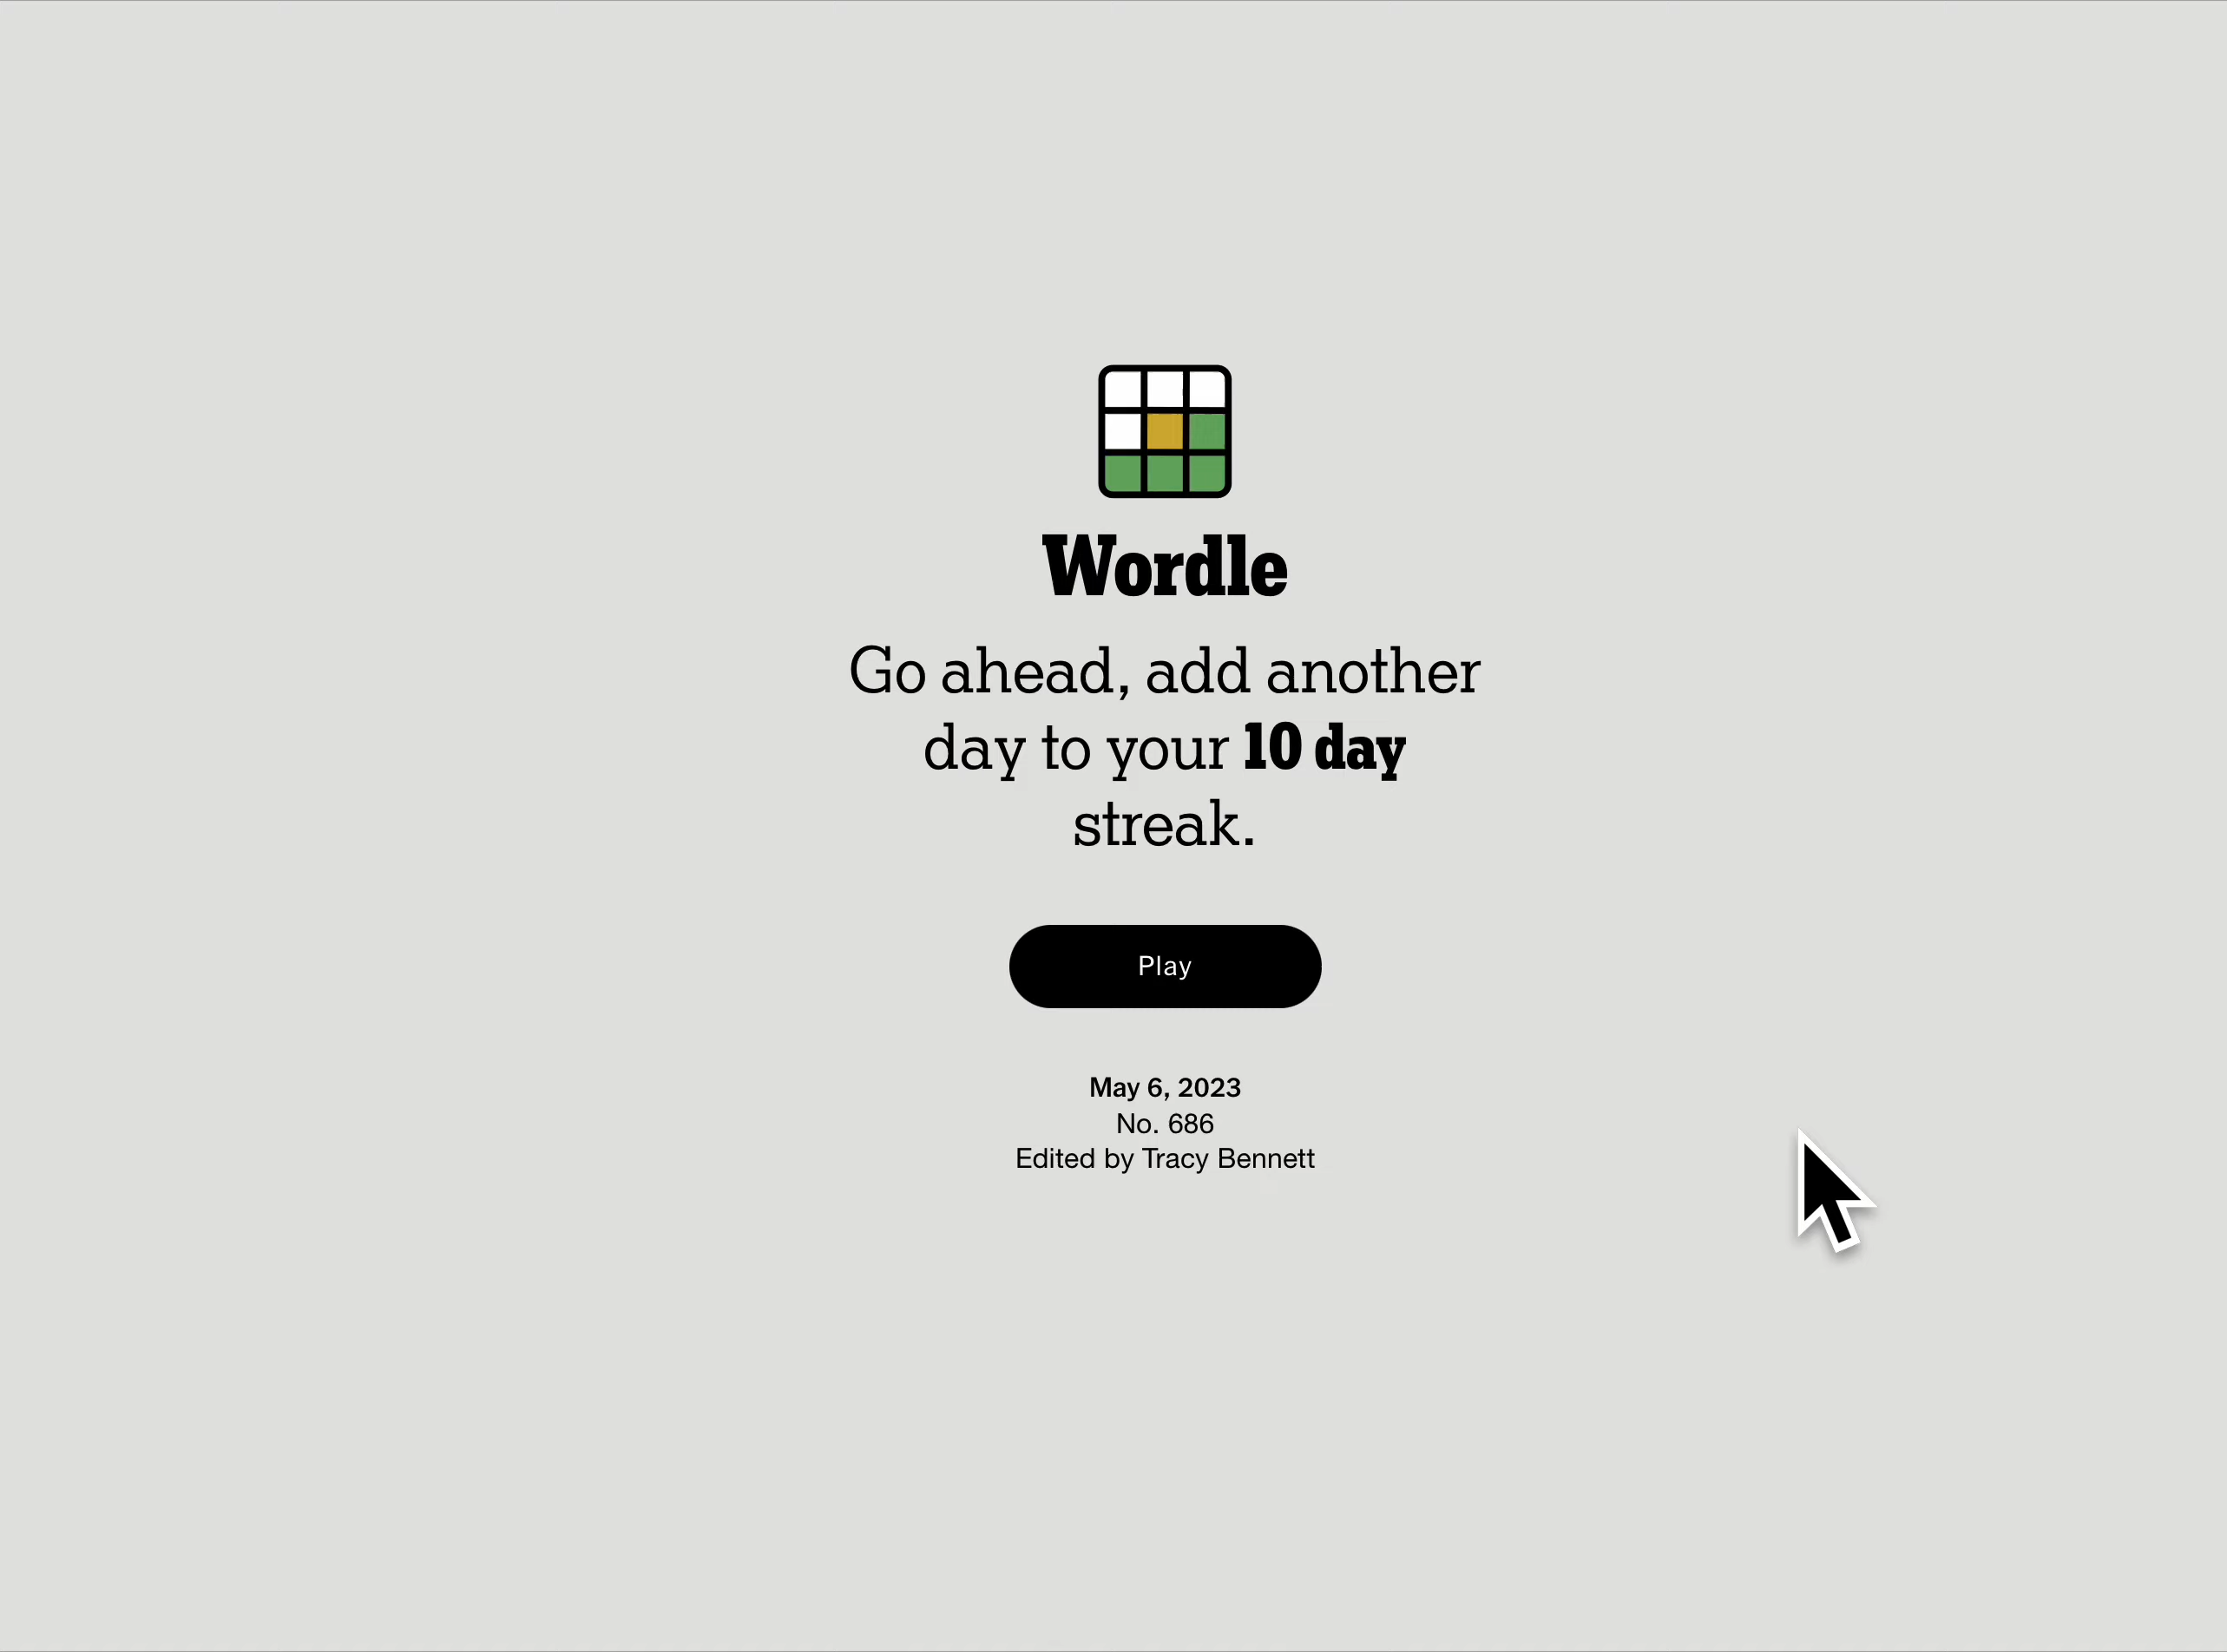 Wordle
Go ahead, add another
day to your 10 day
streak.
Play
May 6, 2023
No. 686
Edited by Tracy Bennett